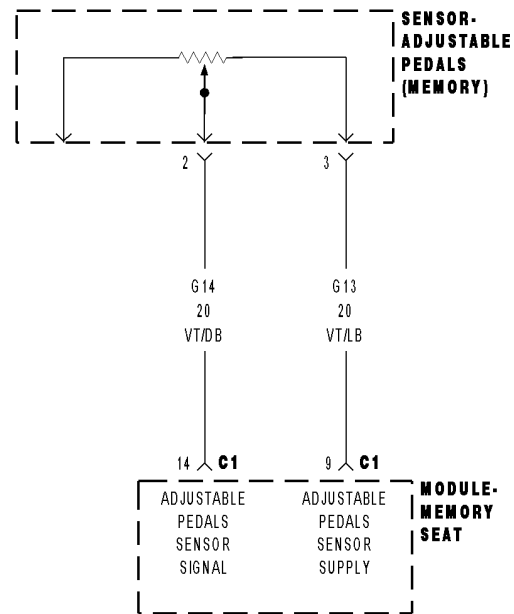 SENSOR-
ADJUSTABLE
PEDALS
(MEMORY)
2 3
G14 G13
20 20
VT/DB VT/LB
14 C1 9 C1
ADJUSTABLE ADJUSTABLE
PEDALS PEDALS
SENSOR SENSOR
SIGNAL SUPPLY
MODULE-
MEMORY
SEAT